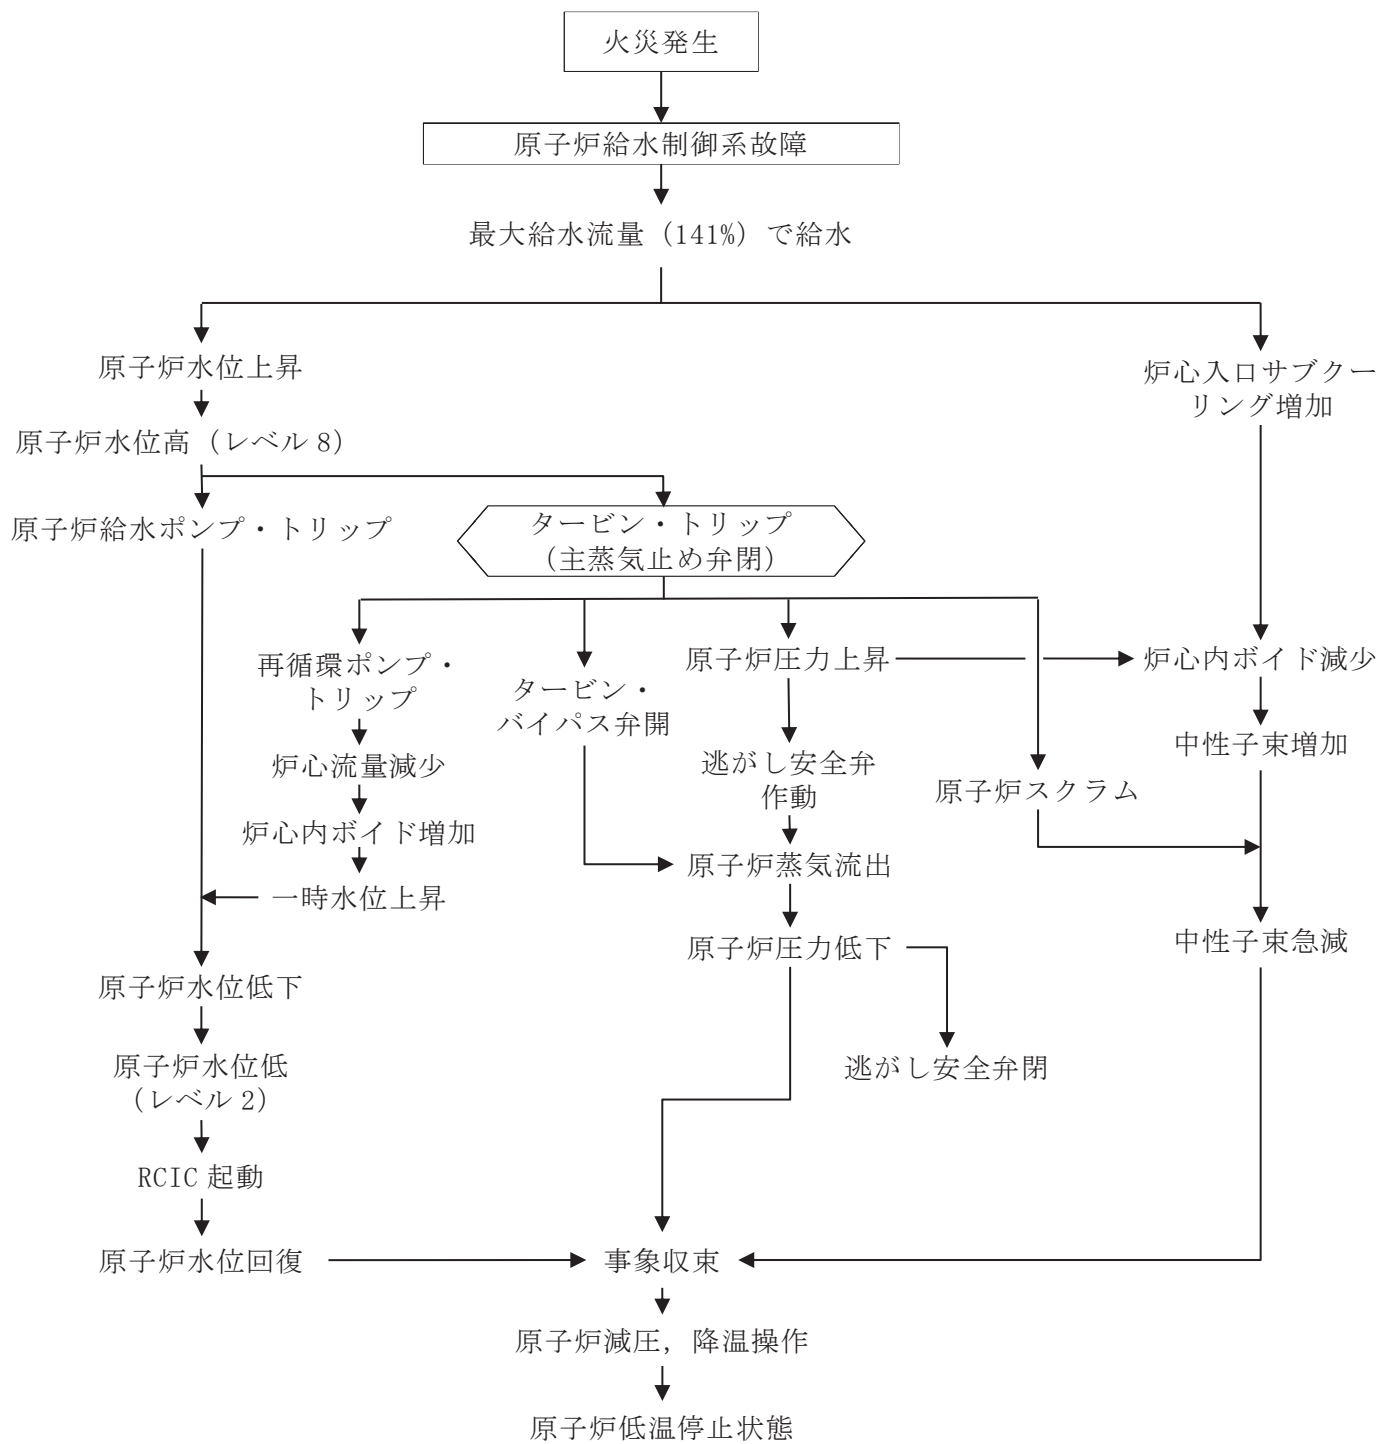 火災発生
原子炉給水制御系故障
最大給水流量（141%）で給水
原子炉水位上昇
炉心入口サブクー
リング増加
原子炉水位高（レベル 8）
原子炉給水ポンプ・トリップ
タービン・トリップ
（主蒸気止め弁閉）
再循環ポンプ・
トリップ
タービン・
バイパス弁開
原子炉圧力上昇
炉心内ボイド減少
中性子束増加
炉心流量減少
逃がし安全弁
作動
原子炉スクラム
炉心内ボイド増加
原子炉蒸気流出
一時水位上昇
原子炉圧力低下
中性子束急減
原子炉水位低下
原子炉水位低
（レベル 2）
逃がし安全弁閉
RCIC 起動
原子炉水位回復
事象収束
原子炉減圧，降温操作
原子炉低温停止状態